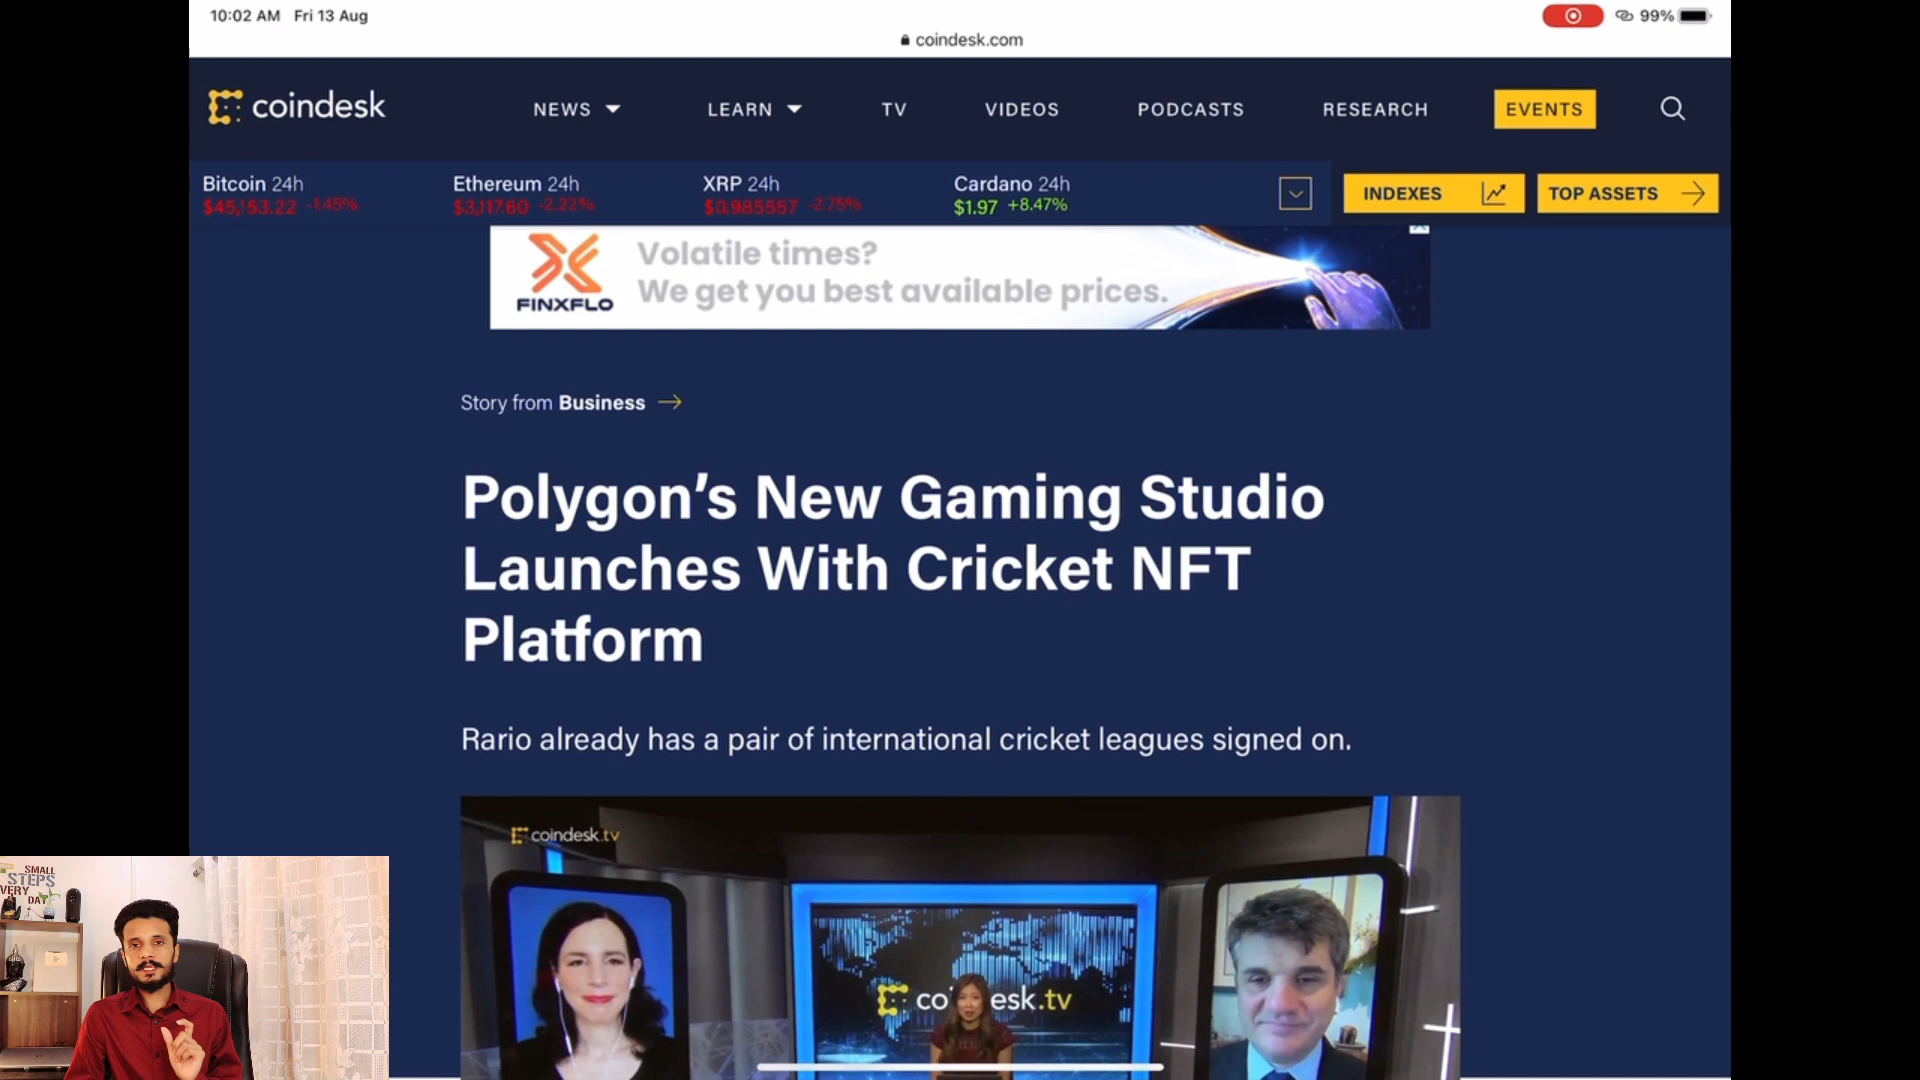 10:02 AM Fri 13 Aug
99%
coindesk.com
coindesk
NEWS
LEARN
TV
VIDEOS
PODCASTS
RESEARCH
EVENTS
Bitcoin 24h
$45,153.22 -1.45%
Ethereum 24h
$3,117.60 -2.22%
XRP 24h
$0.985557 -2.75%
Cardano 24h
$1.97 +8.47%
INDEXES
TOP ASSETS
FINXFLO
Volatile times?
We get you best available prices.
Story from Business
Polygon’s New Gaming Studio
Launches With Cricket NFT
Platform
Rario already has a pair of international cricket leagues signed on.
coindesk.tv
co esk.tv
SMALL
STEPS
VERY
DAY